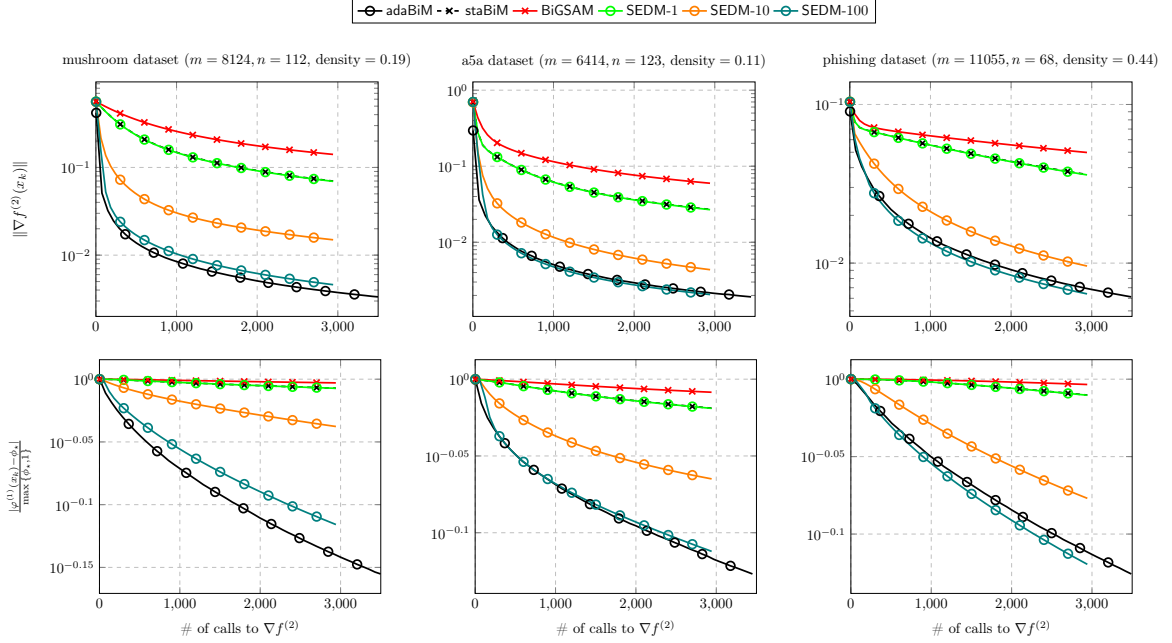 adaBiM staBiM BiGSAM SEDM-1 SEDM-10 SEDM-100
mushroom dataset (m = 8124, n = 112, density = 0.19)
a5a dataset (m = 6414, n = 123, density = 0.11)
phishing dataset (m = 11055, n = 68, density = 0.44)
‖∇f^{(2)}(x_k)‖
10^{−1}
10^{−2}
0 1,000 2,000 3,000
10^0
10^{−1}
10^{−2}
0 1,000 2,000 3,000
10^{−1}
10^{−2}
0 1,000 2,000 3,000
|φ^{(1)}(x_k)−ϕ_⋆|
max {ϕ_⋆,1}
10^0
10^{−0.05}
10^{−0.1}
10^{−0.15}
0 1,000 2,000 3,000
# of calls to ∇f^{(2)}
10^0
10^{−0.05}
10^{−0.1}
0 1,000 2,000 3,000
# of calls to ∇f^{(2)}
10^0
10^{−0.05}
10^{−0.1}
0 1,000 2,000 3,000
# of calls to ∇f^{(2)}